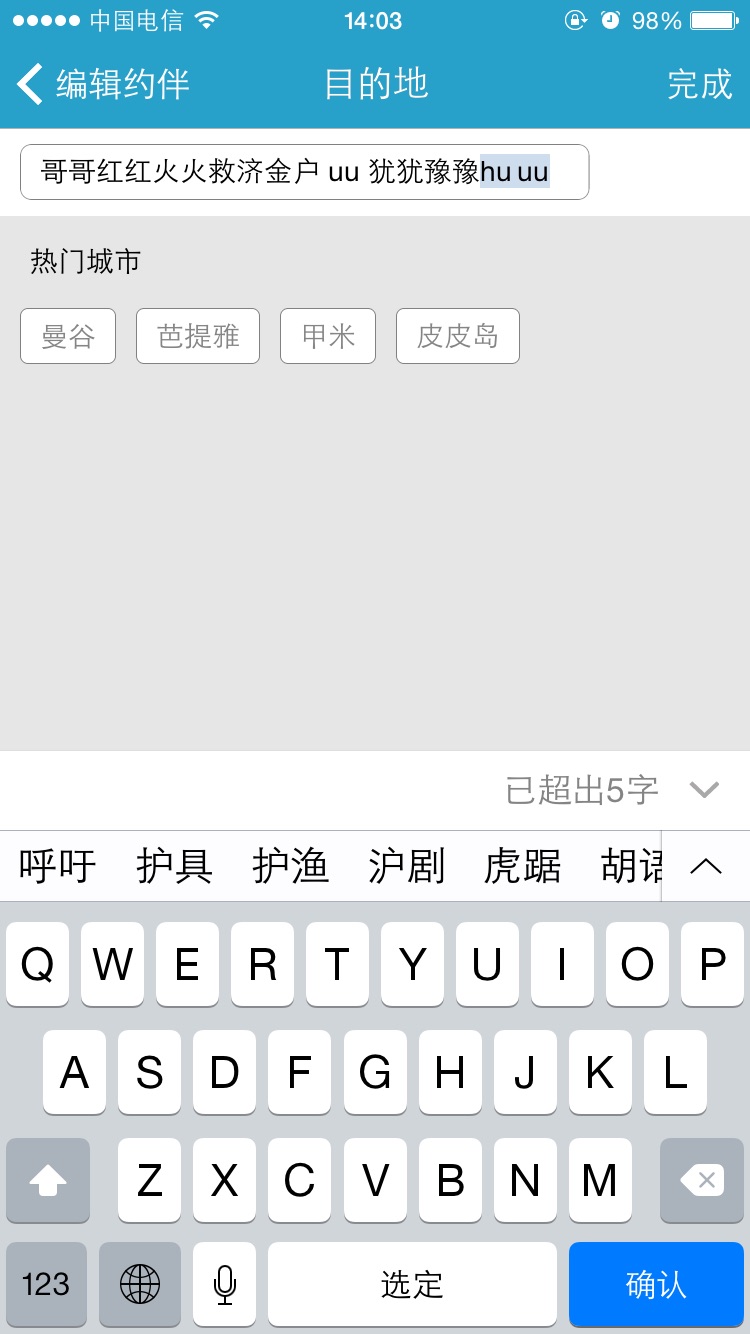 中国电信 14:03 98%
编辑约伴 目的地 完成
哥哥红红火火救济金户 uu 犹犹豫豫hu uu
热门城市
曼谷 芭提雅 甲米 皮皮岛
已超出5字
呼吁 护具 护渔 沪剧 虎踞 胡语
Q W E R T Y U I O P
A S D F G H J K L
Z X C V B N M
123 选定 确认